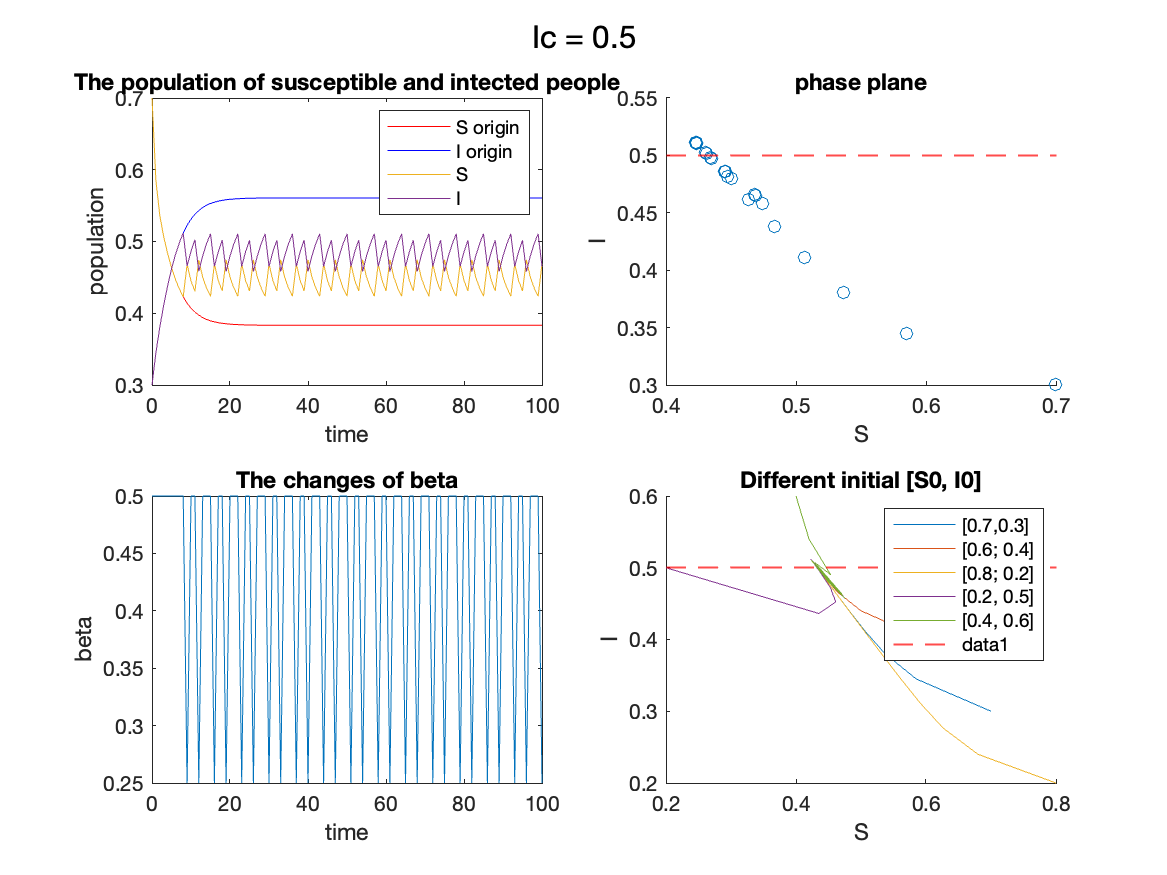 Ic = 0.5
The population of susceptible and intected people
0.7
0.6
0.5
0.4
0.3
population
0 20 40 60 80 100
time
S origin
I origin
S
I
phase plane
0.55
0.5
0.45
0.4
0.35
0.3
I
0.4 0.5 0.6 0.7
S
The changes of beta
0.5
0.45
0.4
0.35
0.3
0.25
beta
0 20 40 60 80 100
time
Different initial [S0, I0]
0.6
0.5
0.4
0.3
0.2
I
0.2 0.4 0.6 0.8
S
[0.7,0.3]
[0.6; 0.4]
[0.8; 0.2]
[0.2, 0.5]
[0.4, 0.6]
data1